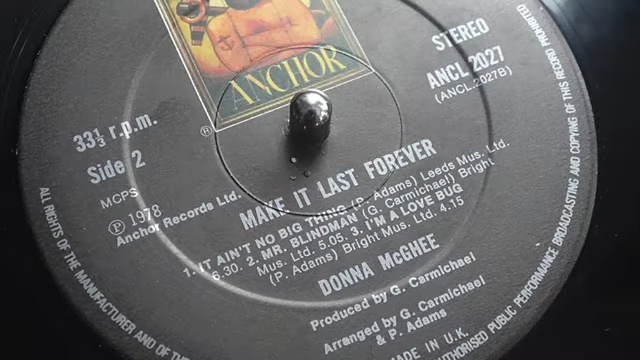 ANCHOR
®
STEREO
ANCL 2027
(ANCL.2027B)
33⅓ r.p.m.
Side 2
MCPS
Ⓟ 1978
Anchor Records Ltd.
MAKE IT LAST FOREVER
1. IT AIN'T NO BIG THING (P. Adams) Leeds Mus. Ltd.
6.30. 2. MR. BLINDMAN (G. Carmichael) Bright
Mus. Ltd. 5.05. 3. I'M A LOVE BUG
(P. Adams) Bright Mus. Ltd. 4.15
DONNA McGHEE
Produced by G. Carmichael
Arranged by G. Carmichael
& P. Adams
MADE IN U.K.
ALL RIGHTS OF THE MANUFACTURER AND OF THE
AUTHORISED PUBLIC PERFORMANCE BROADCASTING AND COPYING OF THIS RECORD PROHIBITED